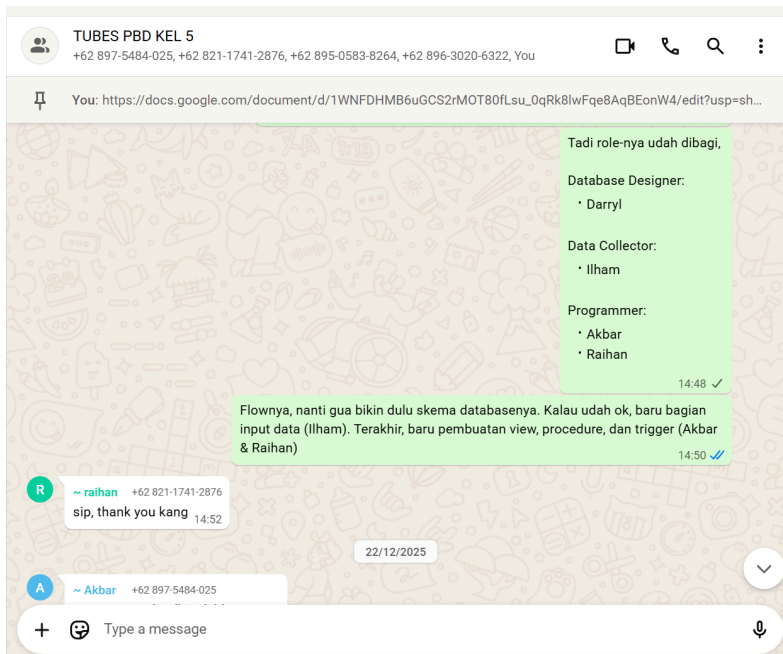 TUBES PBD KEL 5
+62 897-5484-025, +62 821-1741-2876, +62 895-0583-8264, +62 896-3020-6322, You
You: https://docs.google.com/document/d/1WNFDHMB6uGCS2rMOT80fLsu_0qRk8lwFqe8AqBEonW4/edit?usp=sh...
Tadi role-nya udah dibagi,
Database Designer:
• Darryl
Data Collector:
• Ilham
Programmer:
• Akbar
• Raihan
14:48
Flownya, nanti gua bikin dulu skema databasenya. Kalau udah ok, baru bagian
input data (Ilham). Terakhir, baru pembuatan view, procedure, dan trigger (Akbar
& Raihan)
14:50
R
~ raihan +62 821-1741-2876
sip, thank you kang 14:52
22/12/2025
A
~ Akbar +62 897-5484-025
Type a message